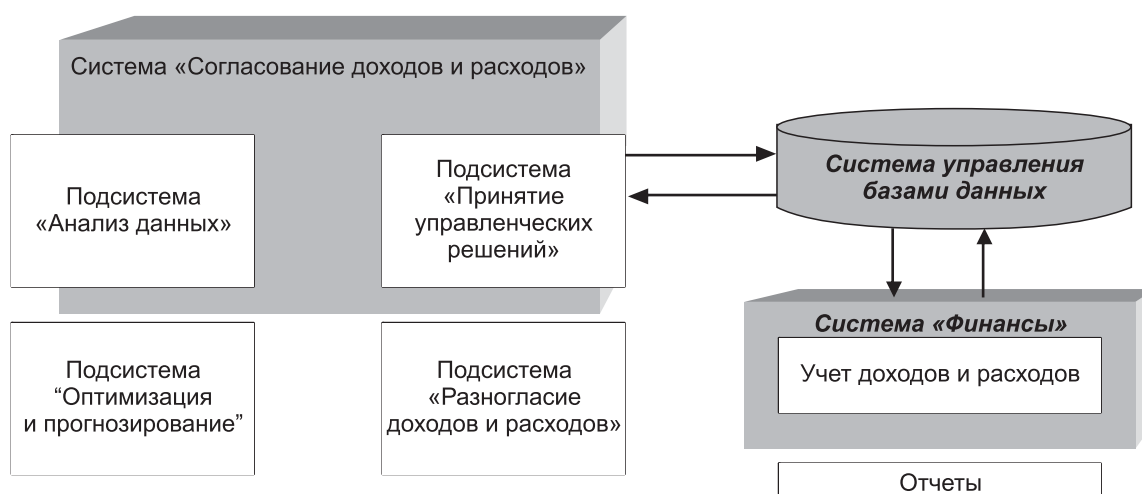 Система «Согласование доходов и расходов»
Подсистема
«Анализ данных»
Подсистема
«Принятие
управленческих
решений»
Система управления
базами данных
Система «Финансы»
Учет доходов и расходов
Подсистема
“Оптимизация
и прогнозирование”
Подсистема
«Разногласие
доходов и расходов»
Отчеты